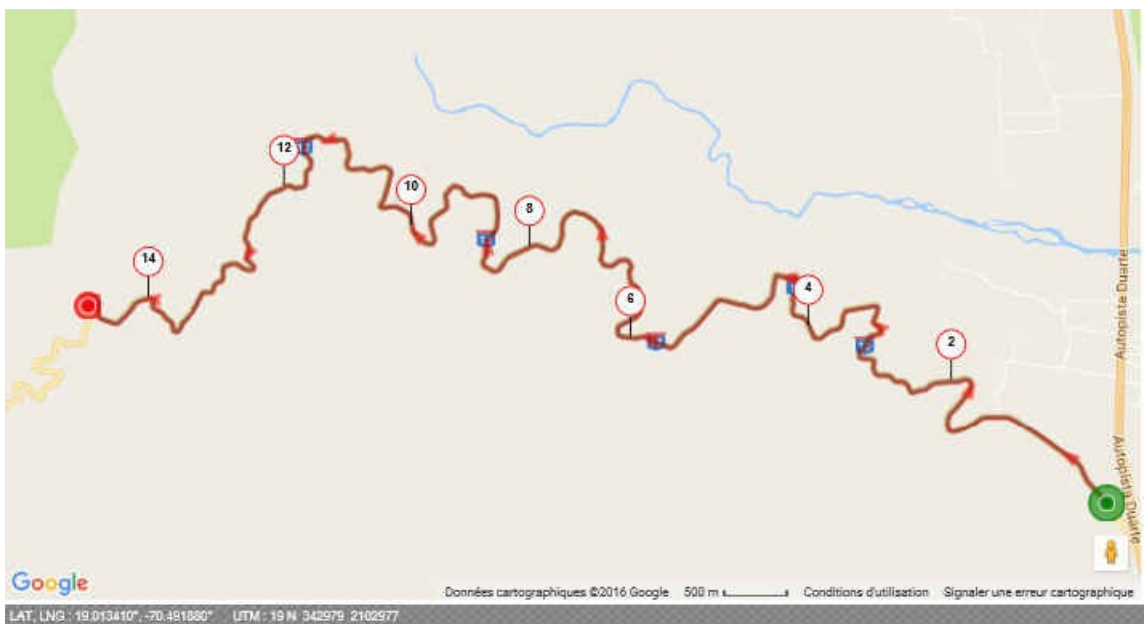 12
10
8
14
6
4
2
Autopista Duarte
Autopista Duarte
Google
Données cartographiques ©2016 Google 500 m Conditions d'utilisation Signaler une erreur cartographique
LAT, LNG : 19.013410°, -70.491880° UTM : 19 N 342979 2102977